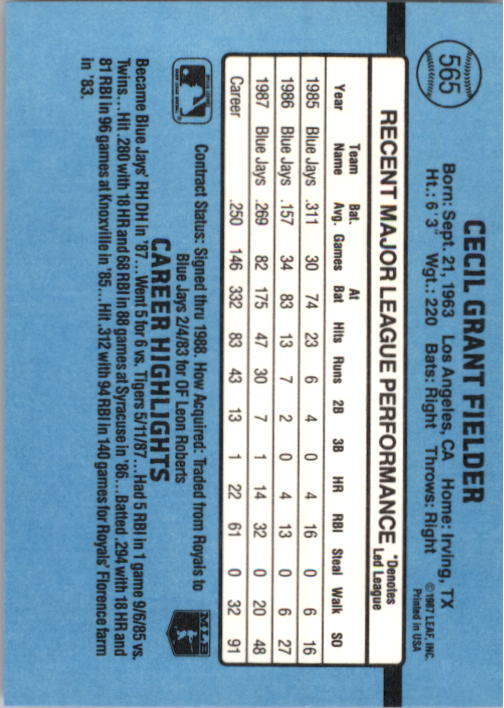 565
CECIL GRANT FIELDER
Born: Sept. 21, 1963 Los Angeles, CA Home: Irving, TX
Ht.: 6' 3" Wgt.: 220 Bats: Right Throws: Right
©1987 LEAF, INC.
Printed in USA
RECENT MAJOR LEAGUE PERFORMANCE *Denotes Led League
Year Team Name Bat. Avg. Games At Bat Hits Runs 2B 3B HR RBI Steal Walk SO
1985 Blue Jays .311 30 74 23 6 4 0 4 16 0 6 16
1986 Blue Jays .157 34 83 13 7 2 0 4 13 0 6 27
1987 Blue Jays .269 82 175 47 30 7 1 14 32 0 20 48
Career .250 146 332 83 43 13 1 22 61 0 32 91
Contract Status: Signed thru 1988. How Acquired: Traded from Royals to
Blue Jays 2/4/83 for OF Leon Roberts
MLB
CAREER HIGHLIGHTS
Became Blue Jays' RH DH in '87...Went 5 for 6 vs. Tigers 5/11/87...Had 5 RBI in 1 game 9/6/85 vs.
Twins...Hit .280 with 18 HR and 68 RBI in 88 games at Syracuse in '86...Batted .294 with 18 HR and
81 RBI in 96 games at Knoxville in '85...Hit .312 with 94 RBI in 140 games for Royals' Florence farm
in '83.